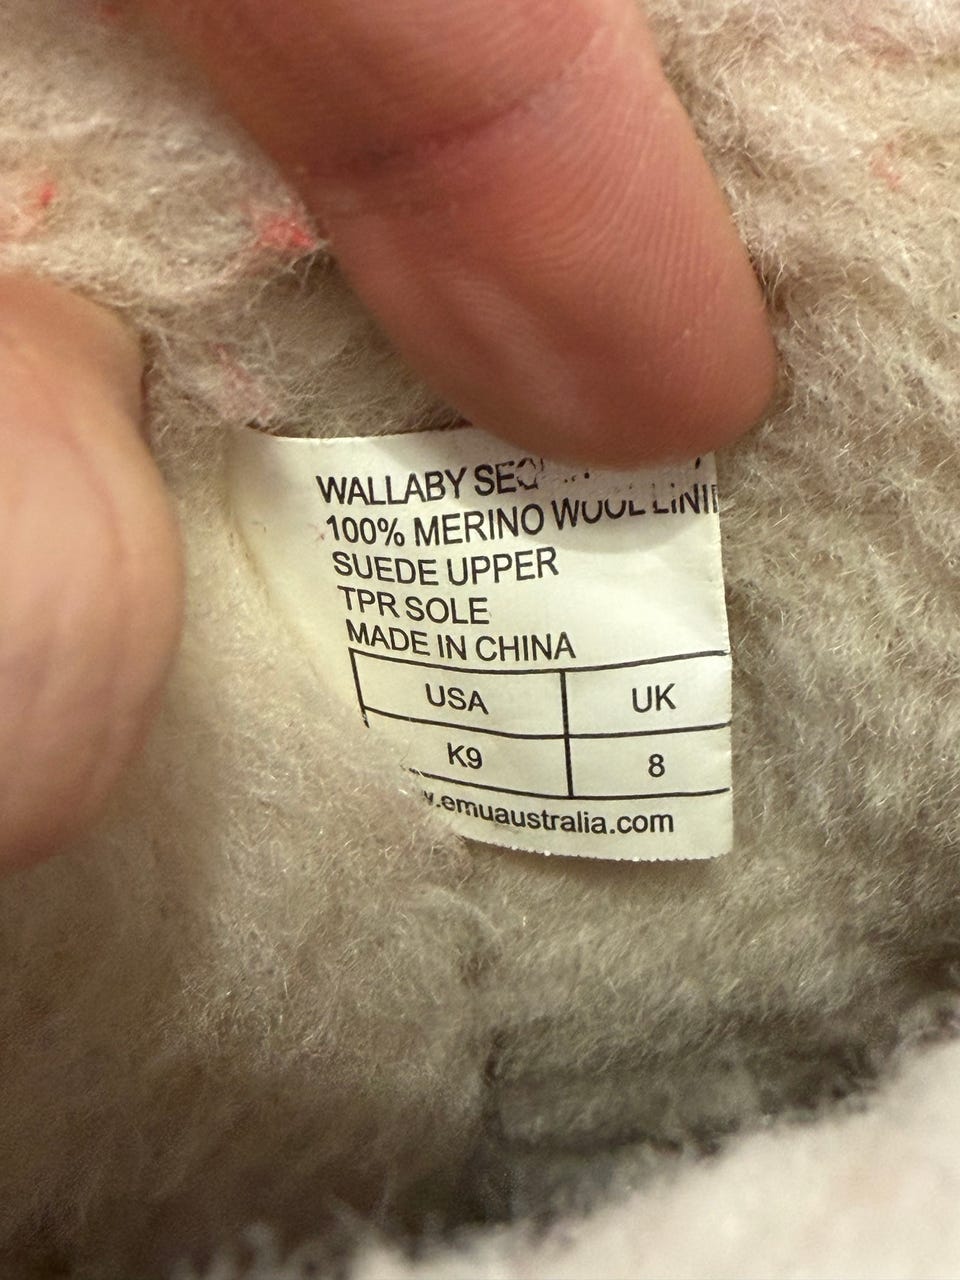 WALLABY
100% MERINO WOOL
SUEDE UPPER
TPR SOLE
MADE IN CHINA
USA UK
K9 8
.emuaustralia.com